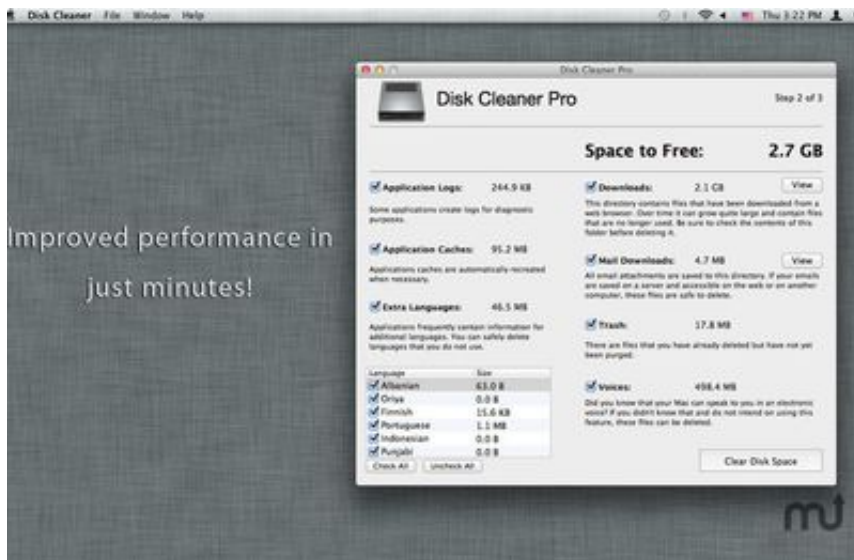 Disk Cleaner File Window Help
Thu 3:22 PM
Disk Cleaner Pro
Disk Cleaner Pro
Step 2 of 3
Space to Free: 2.7 GB
Improved performance in
just minutes!
Application Logs: 244.9 KB
Some applications create logs for diagnostic
purposes.
Application Caches: 95.2 MB
Applications caches are automatically recreated
when necessary.
Extra Languages: 46.5 MB
Applications frequently contain information for
additional languages. You can safely delete
languages that you do not use.
Language Size
Albanian 63.0 B
Oriya 0.0 B
Finnish 15.6 KB
Portuguese 1.1 MB
Indonesian 0.0 B
Punjabi 0.0 B
Check All Uncheck All
Downloads: 2.1 GB View
This directory contains files that have been downloaded from a
web browser. Over time it can grow quite large and contain files
that are no longer used. Be sure to check the contents of this
folder before deleting it.
Mail Downloads: 4.7 MB View
All email attachments are saved to this directory. If your emails
are saved on a server and accessible on the web or on another
computer, these files are safe to delete.
Trash: 17.8 MB
There are files that you have already deleted but have not yet
been purged.
Voices: 498.4 MB
Did you know that your Mac can speak to you in an electronic
voice? If you didn't know that and do not intend on using this
feature, these files can be deleted.
Clear Disk Space
mu